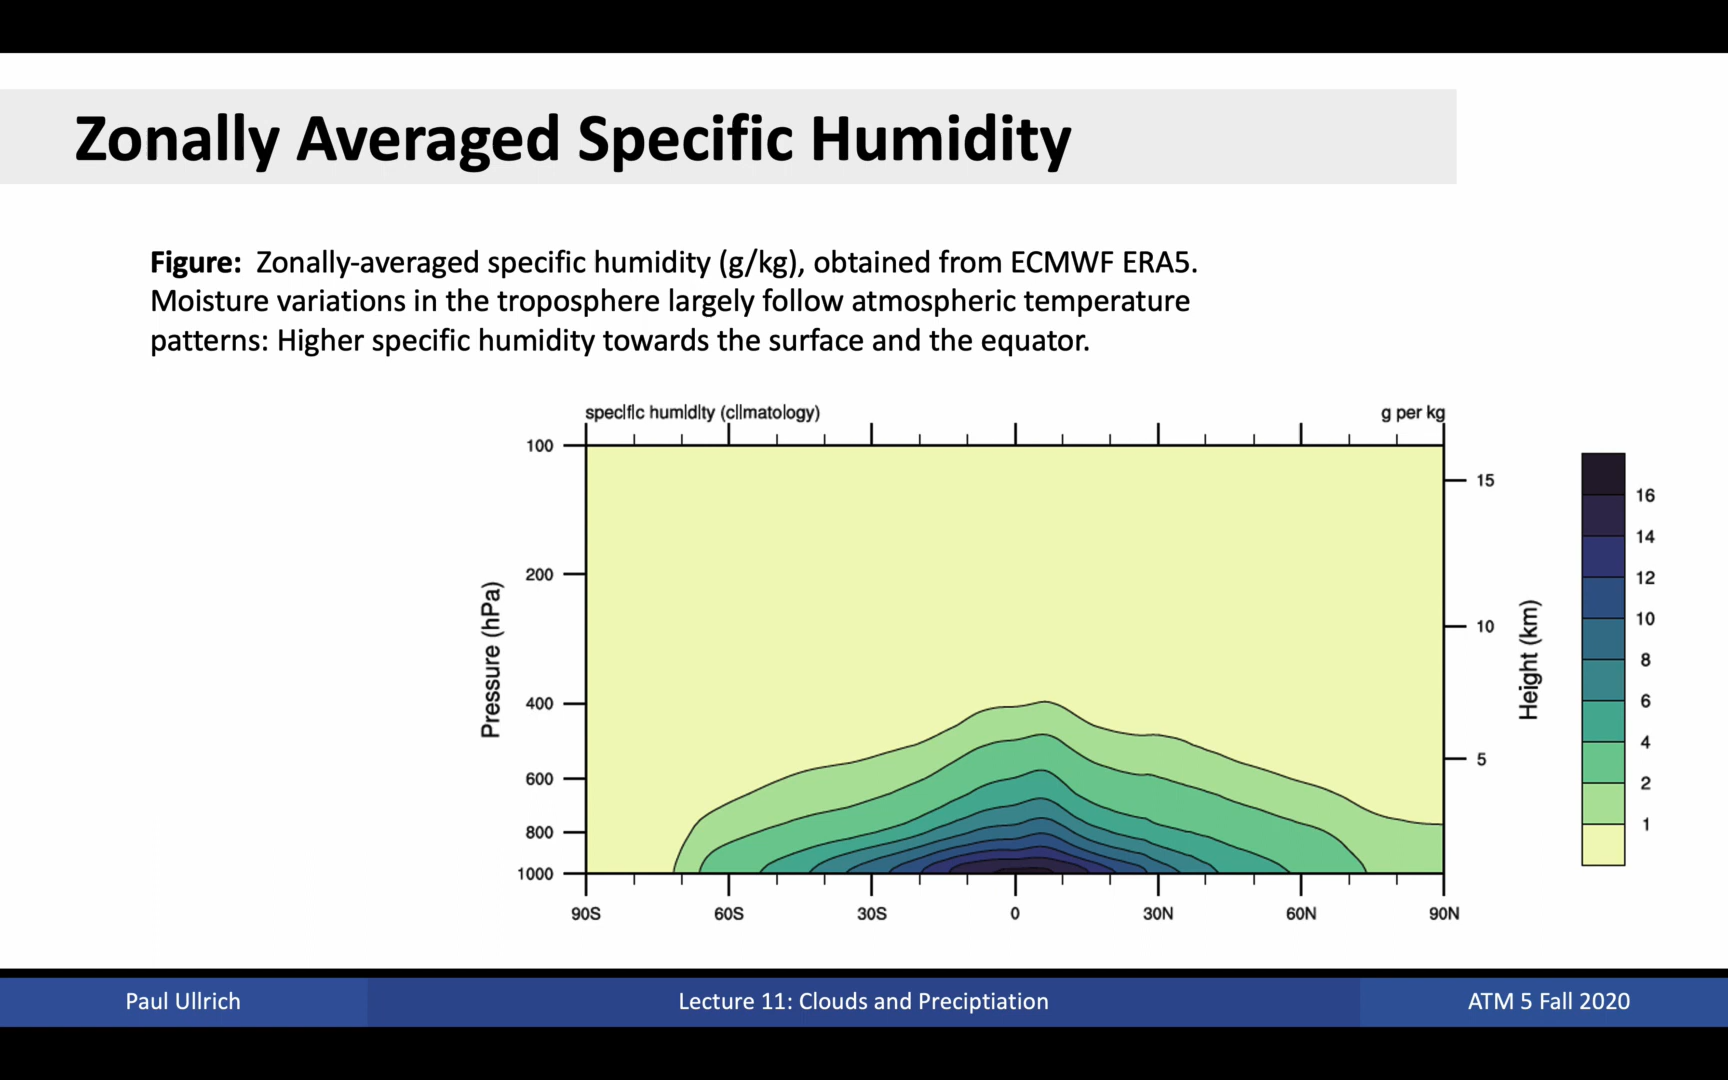 Zonally Averaged Specific Humidity
Figure: Zonally-averaged specific humidity (g/kg), obtained from ECMWF ERA5.
Moisture variations in the troposphere largely follow atmospheric temperature
patterns: Higher specific humidity towards the surface and the equator.
specific humidity (climatology)
g per kg
100
200
400
600
800
1000
Pressure (hPa)
90S
60S
30S
0
30N
60N
90N
15
10
5
Height (km)
16
14
12
10
8
6
4
2
1
Paul Ullrich
Lecture 11: Clouds and Preciptiation
ATM 5 Fall 2020